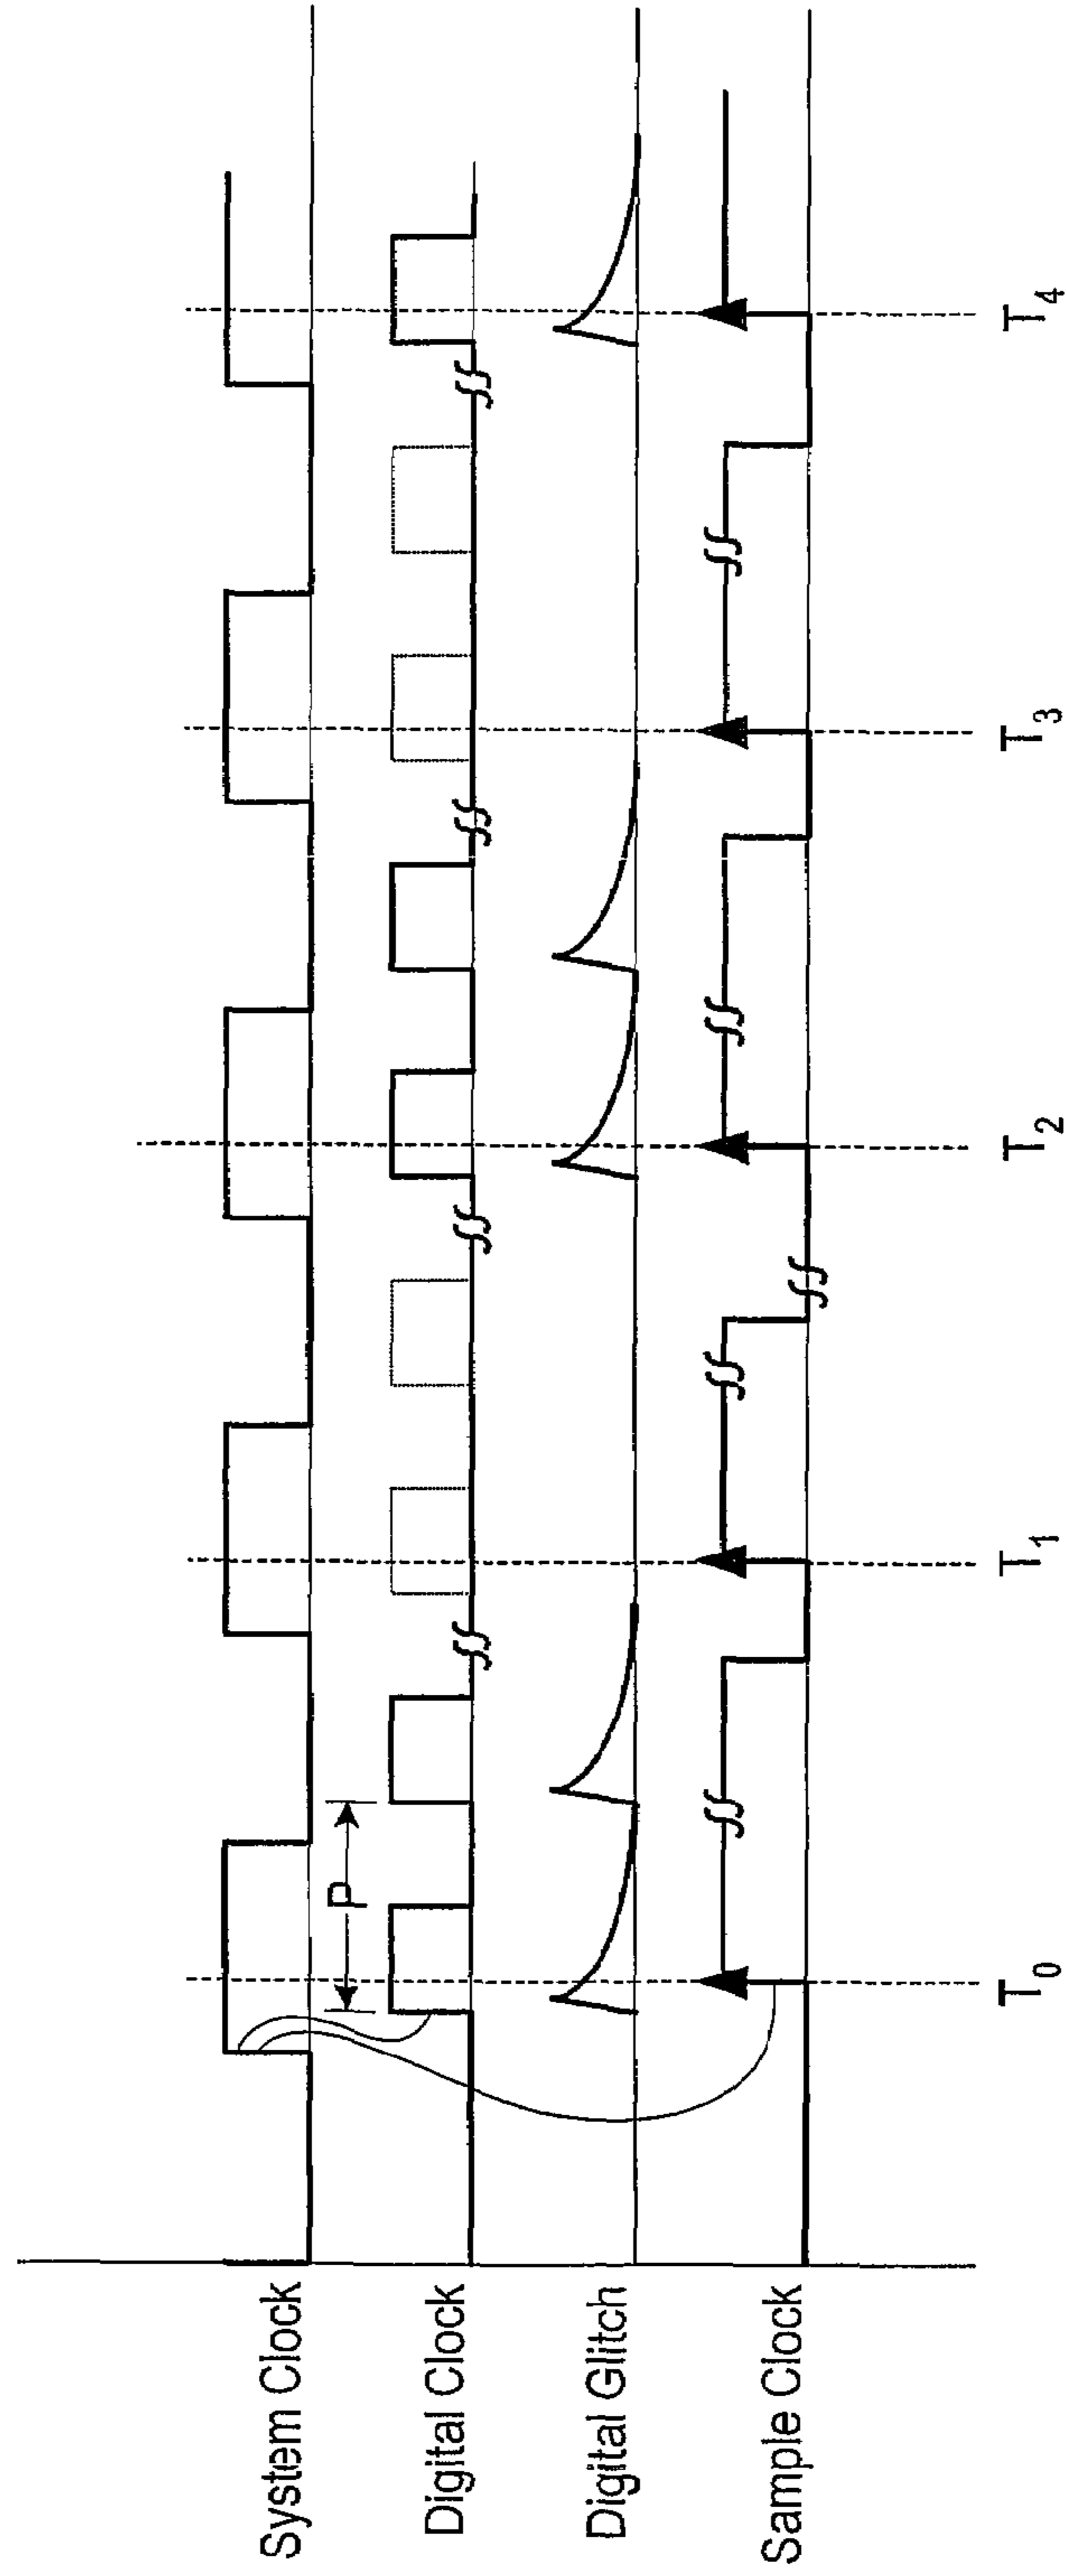 System Clock
P
Digital Clock
Digital Glitch
Sample Clock
T0 T1 T2 T3 T4